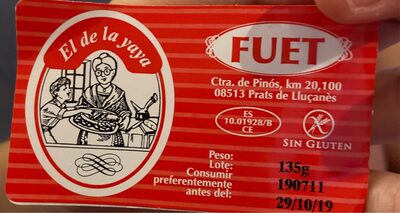 El de la yaya
FUET
Ctra. de Pinós, km 20,100
08513 Prats de Lluçanès
ES
10.01928/B
CE
SIN GLUTEN
Peso: 135g
Lote: 190711
Consumir
preferentemente
antes del: 29/10/19